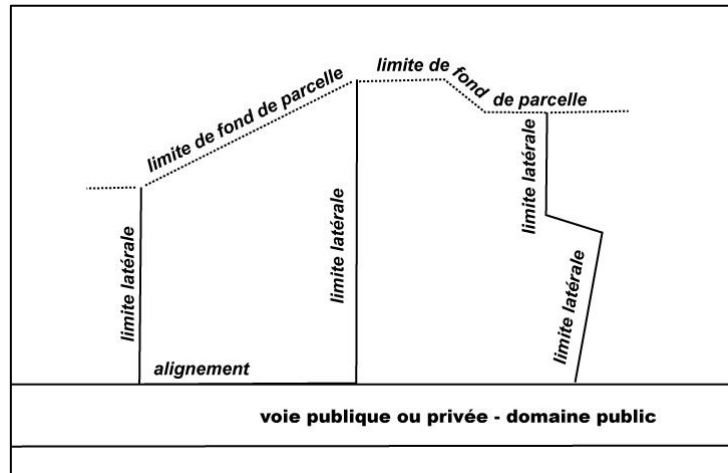 limite de fond de parcelle
limite de fond de parcelle
limite latérale
limite latérale
limite latérale
limite latérale
alignement
voie publique ou privée - domaine public